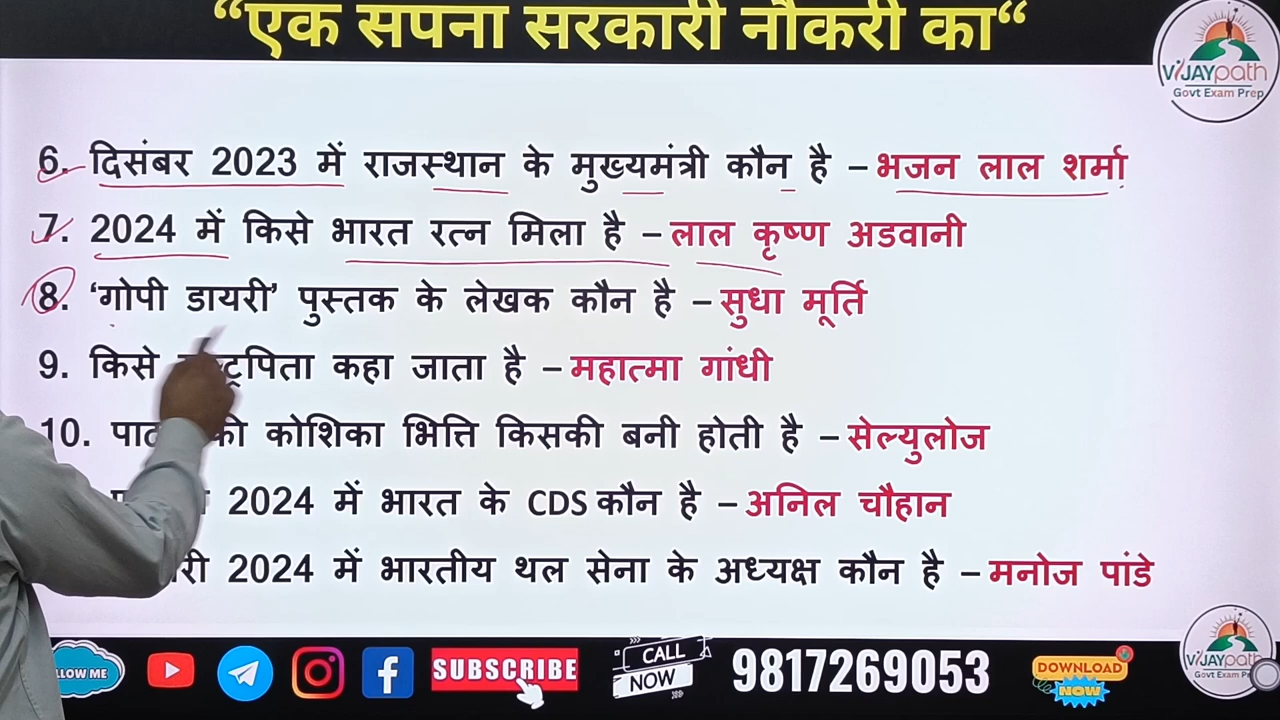 “एक सपना सरकारी नौकरी का“
ViJAYpath
Govt Exam Prep
6. दिसंबर 2023 में राजस्थान के मुख्यमंत्री कौन है – भजन लाल शर्मा
7. 2024 में किसे भारत रत्न मिला है – लाल कृष्ण अडवानी
8. ‘गोपी डायरी’ पुस्तक के लेखक कौन है – सुधा मूर्ति
9. किसे कहा जाता है – महात्मा गांधी
10. की कोशिका भित्ति किसकी बनी होती है – सेल्युलोज
2024 में भारत के CDS कौन है – अनिल चौहान
2024 में भारतीय थल सेना के अध्यक्ष कौन है – मनोज पांडे
ME
SUBSCRIBE
CALL
NOW
9817269053
DOWNLOAD
NOW
ViJAYpath
Govt Exam